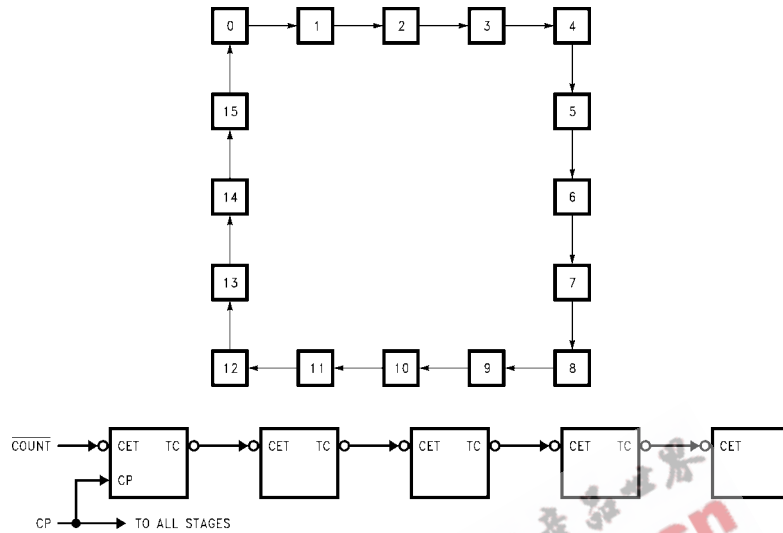 0 1 2 3 4
15 5
14 6
13 7
12 11 10 9 8
COUNT CET TC CET TC CET TC CET TC CET
CP
CP TO ALL STAGES